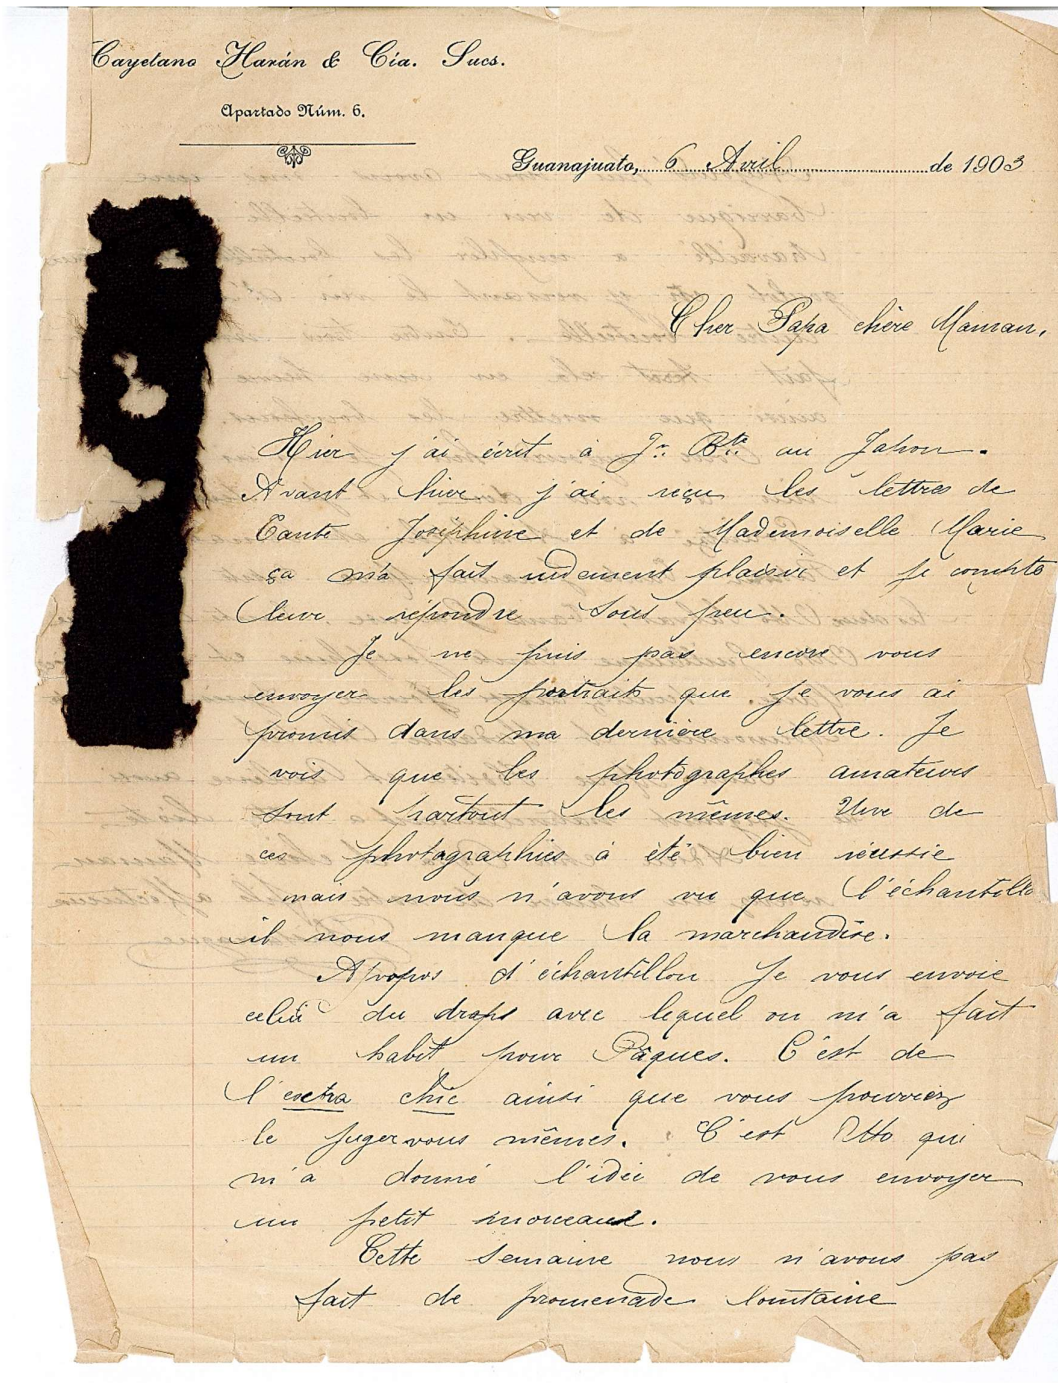 Cayetano Harán & Cía. Sucs.
Apartado Núm. 6.
Guanajuato, 6 Avril de 1903
Cher Papa chère Maman,
Hier j'ai écrit à Jn. Bte. au Jahon.
Avant hier j'ai reçu les lettres de
Tante Joséphine et de Mademoiselle Marie
ça m'a fait rudement plaisir et je compte
leur répondre sous peu.
Je ne puis pas encore vous
envoyer les portraits que je vous ai
promis dans ma dernière lettre. Je
vois que les photographes amateurs
sont partout les mêmes. Une de
ces photographies à été bien réussie
mais nous n'avons vu que l'échantillo
il nous manque la marchandise.
Apropos d'échantillon je vous envoie
celui du draps avec lequel on m'a fait
un habit pour Pâques. C'est de
l'extra chic ainsi que vous pourriez
le juger vous mêmes. C'est Otto qui
m'a donné l'idée de vous envoyer
un petit morceau.
Cette semaine nous n'avons pas
fait de promenade lointaine